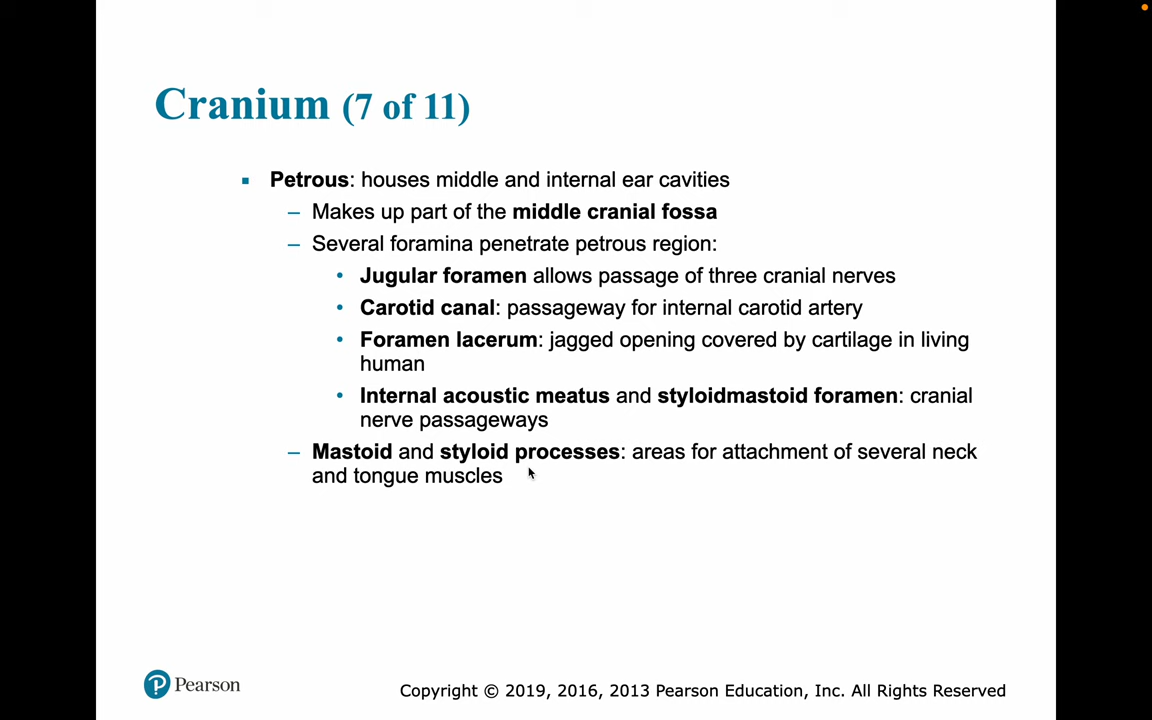 Cranium (7 of 11)
▪ Petrous: houses middle and internal ear cavities
– Makes up part of the middle cranial fossa
– Several foramina penetrate petrous region:
• Jugular foramen allows passage of three cranial nerves
• Carotid canal: passageway for internal carotid artery
• Foramen lacerum: jagged opening covered by cartilage in living
human
• Internal acoustic meatus and styloidmastoid foramen: cranial
nerve passageways
– Mastoid and styloid processes: areas for attachment of several neck
and tongue muscles
P Pearson
Copyright © 2019, 2016, 2013 Pearson Education, Inc. All Rights Reserved